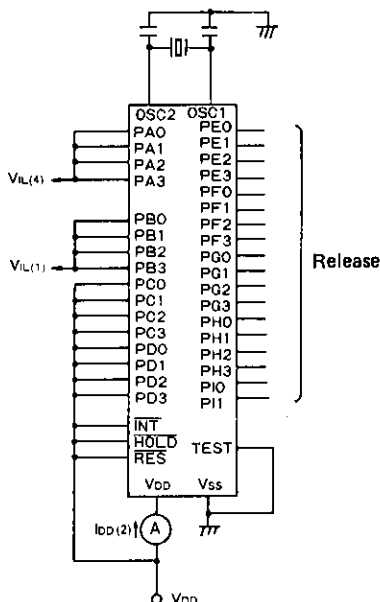 OSC2 OSC1
PA0 PE0
PA1 PE1
PA2 PE2
VIL(4) PA3 PE3
PF0
PB0 PF1
PB1 PF2
PB2 PF3
VIL(1) PB3 PG0
PC0 PG1 Release
PC1 PG2
PC2 PG3
PC3 PH0
PD0 PH1
PD1 PH2
PD2 PH3
PD3 PI0
PI1
INT
HOLD TEST
RES
VDD VSS
IDD(2) A
VDD